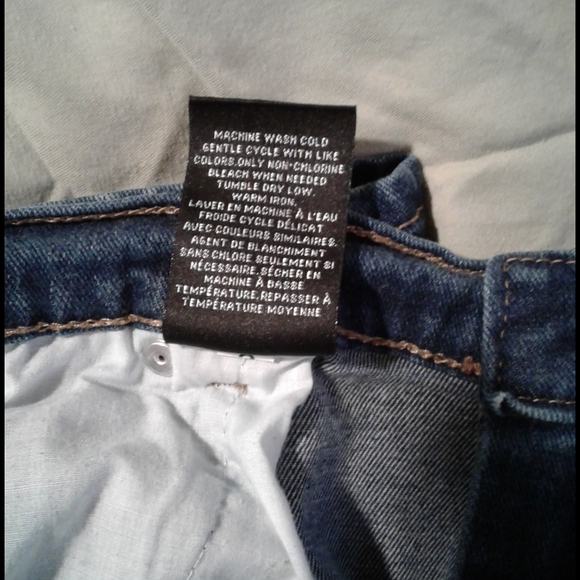 MACHINE WASH COLD
GENTLE CYCLE WITH LIKE
COLORS.ONLY NON-CHLORINE
BLEACH WHEN NEEDED
TUMBLE DRY LOW.
WARM IRON.
LAVER EN MACHINE À L'EAU
FROIDE CYCLE DÉLICAT
AVEC COULEURS SIMILAIRES.
AGENT DE BLANCHIMENT
SANS CHLORE SEULEMENT SI
NÉCESSAIRE.SÉCHER EN
MACHINE À BASSE
TEMPÉRATURE.REPASSER À
TEMPÉRATURE MOYENNE